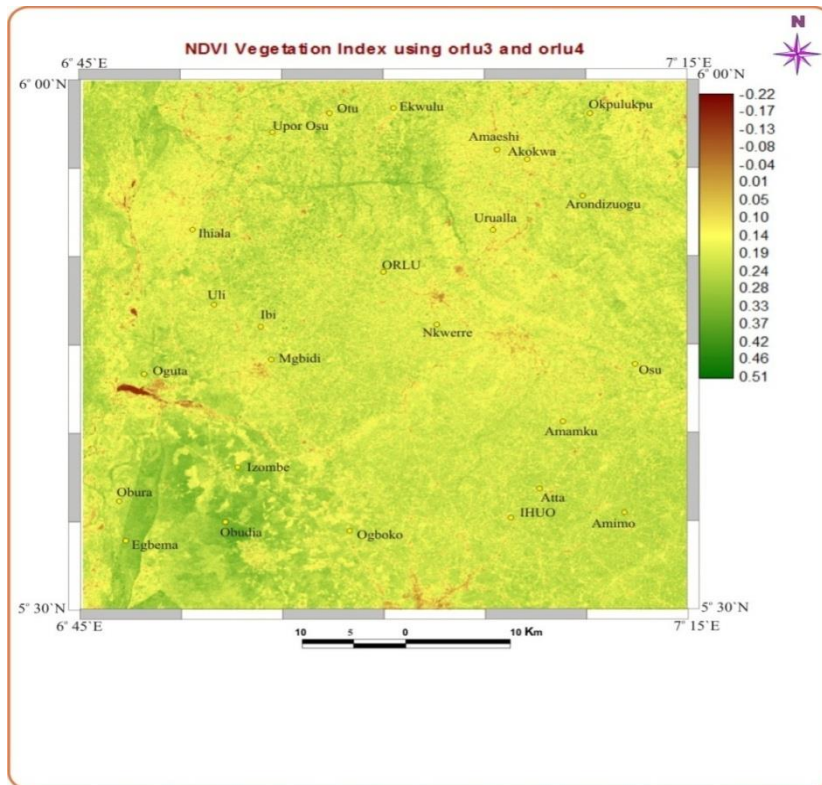 N
NDVI Vegetation Index using orlu3 and orlu4
6° 45'E
7° 15'E
6° 00'N
6° 00'N
-0.22
-0.17
-0.13
-0.08
-0.04
0.01
0.05
0.10
0.14
0.19
0.24
0.28
0.33
0.37
0.42
0.46
0.51
Otu
Ekwulu
Okpulukpu
Upor Osu
Amaeshi
Akokwa
Arondizuogu
Ihiala
Urualla
ORLU
Uli
Ibi
Nkwerre
Mgbidi
Oguta
Osu
Amamku
Izombe
Obura
Atta
IHUO
Amimo
Obudia
Ogboko
Egbema
5° 30'N
5° 30'N
6° 45'E
7° 15'E
10 5 0 10 Km